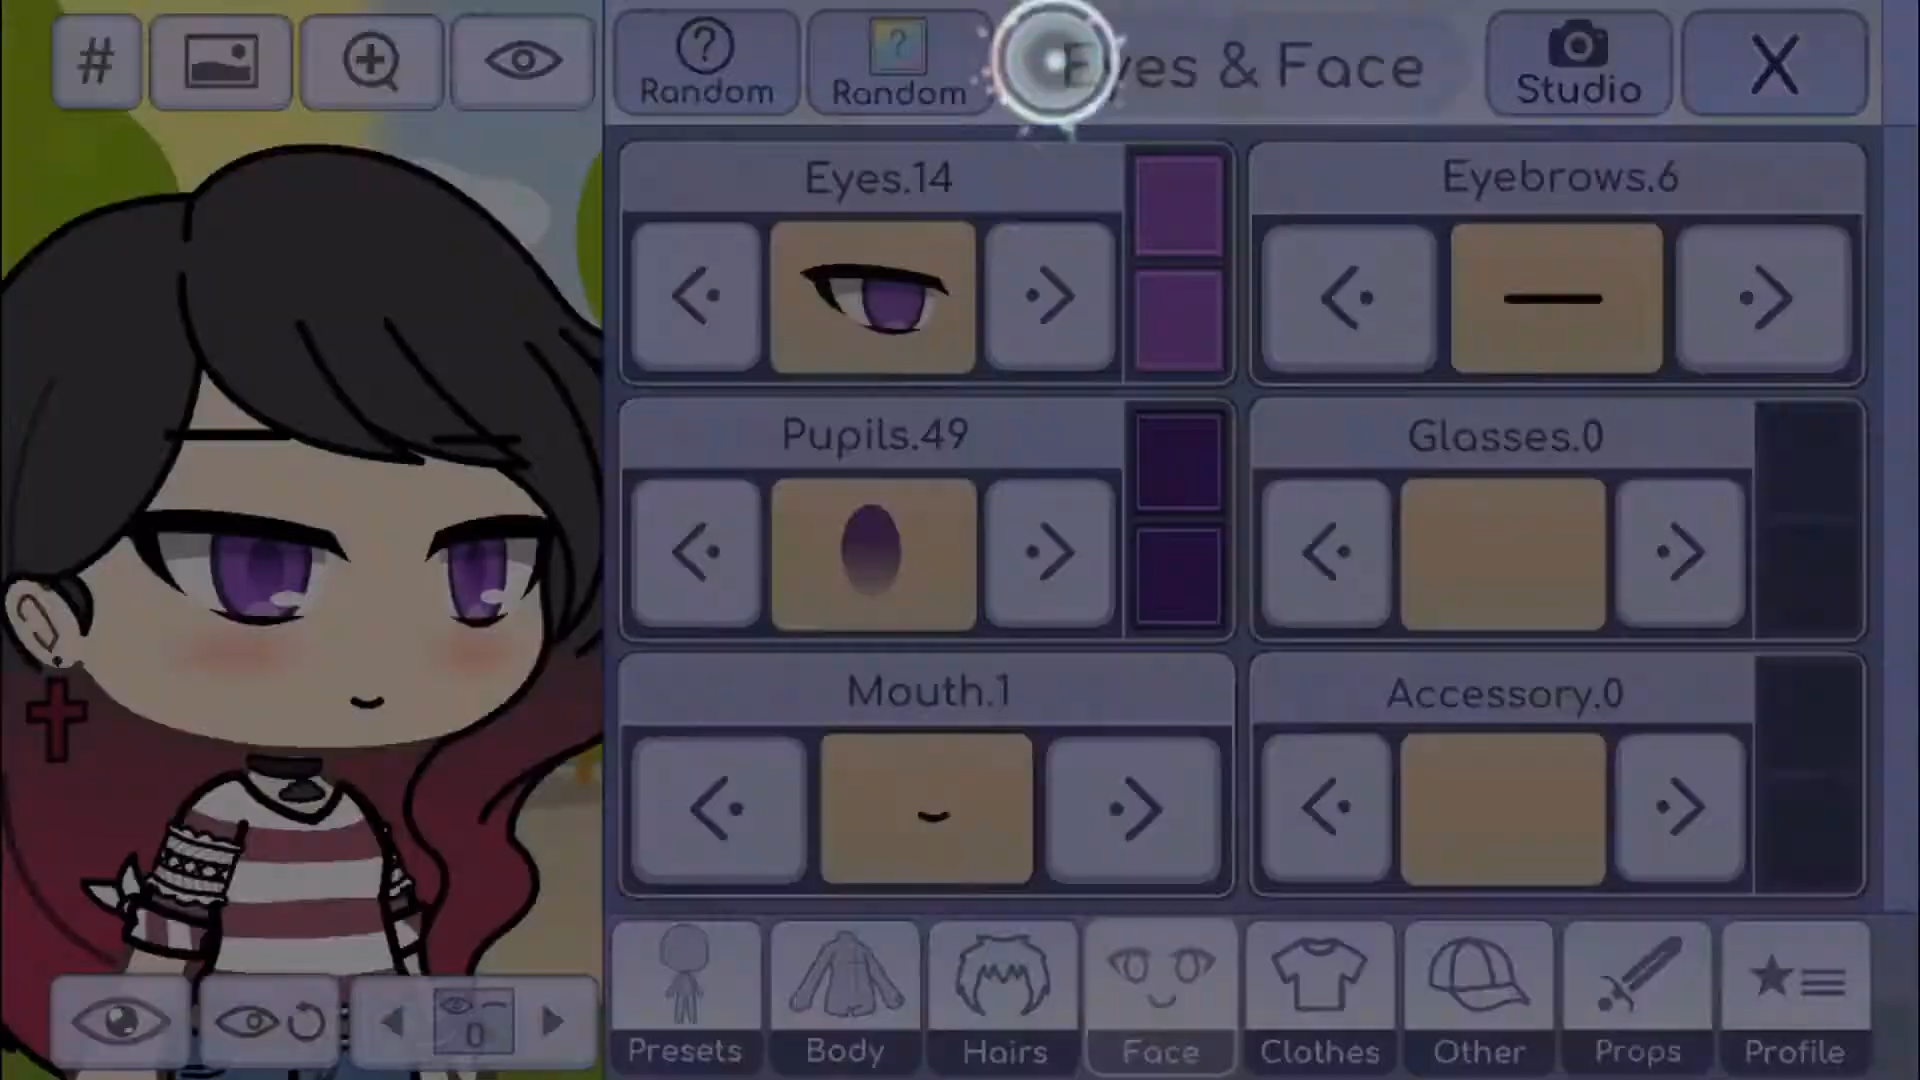 #
Random
?
Random
?
Eyes & Face
Studio
X
Eyes.14
Eyebrows.6
Pupils.49
Glasses.0
Mouth.1
Accessory.0
0
Presets
Body
Hairs
Face
Clothes
Other
Props
Profile